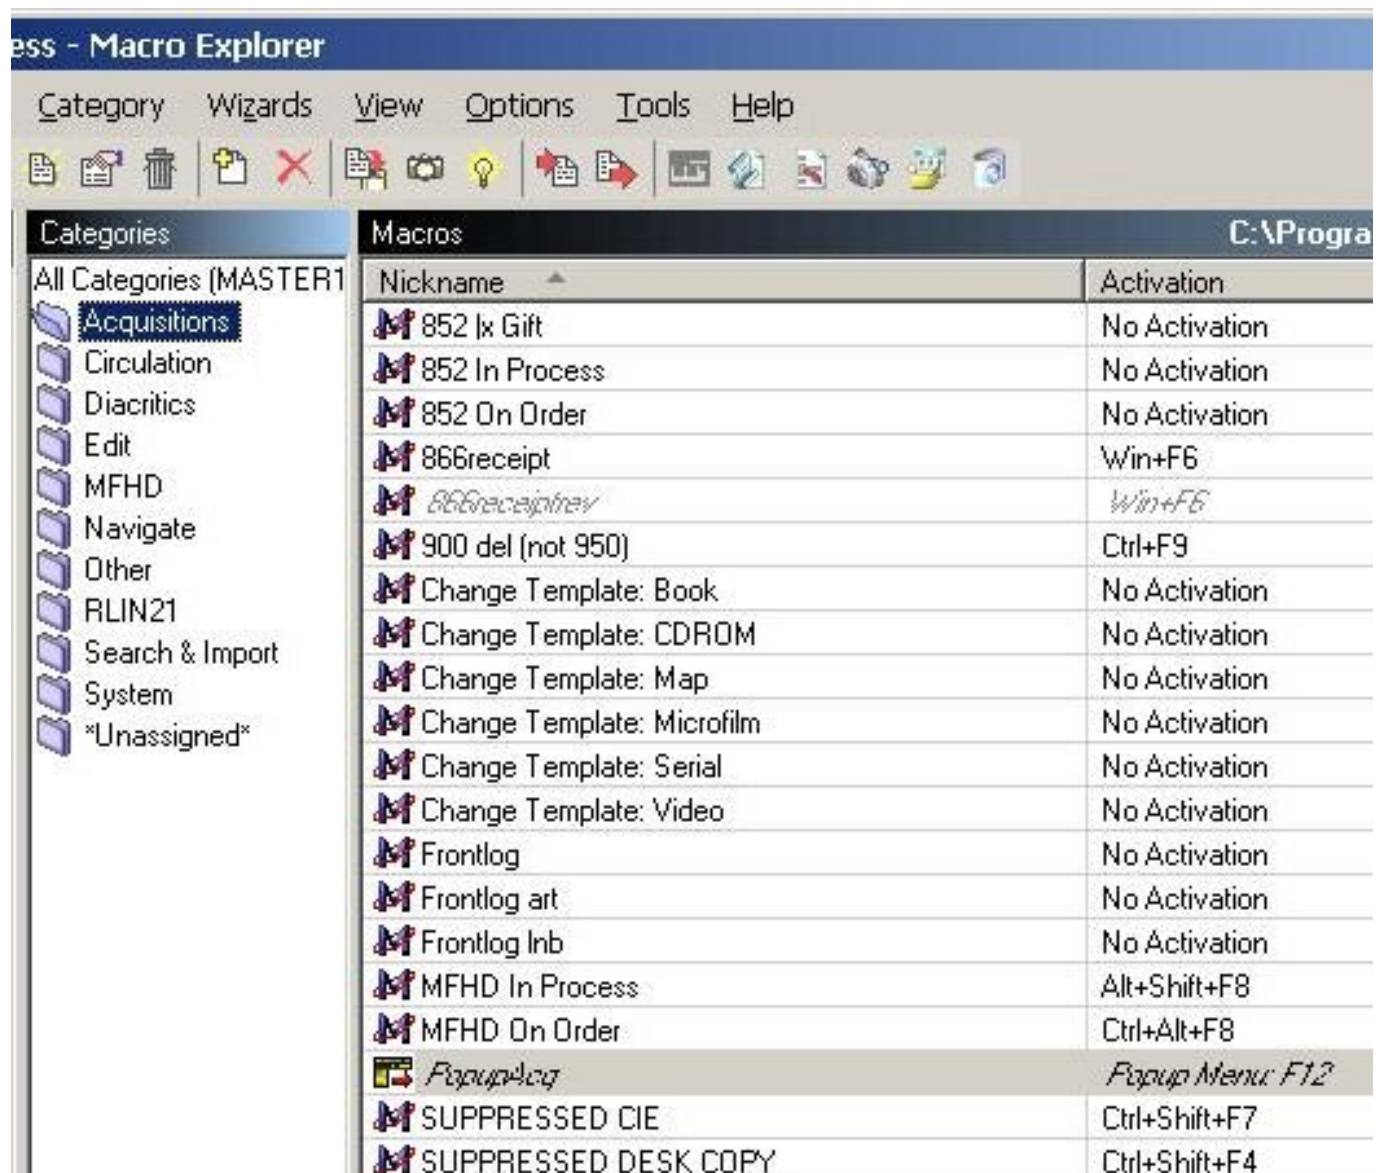 ess - Macro Explorer
Category Wizards View Options Tools Help
Categories
All Categories (MASTER1
Acquisitions
Circulation
Diacritics
Edit
MFHD
Navigate
Other
RLIN21
Search & Import
System
*Unassigned*
Macros C:\Progra
Nickname Activation
852 |x Gift No Activation
852 In Process No Activation
852 On Order No Activation
866receipt Win+F6
866receiptrev Win+F6
900 del (not 950) Ctrl+F9
Change Template: Book No Activation
Change Template: CDROM No Activation
Change Template: Map No Activation
Change Template: Microfilm No Activation
Change Template: Serial No Activation
Change Template: Video No Activation
Frontlog No Activation
Frontlog art No Activation
Frontlog lnb No Activation
MFHD In Process Alt+Shift+F8
MFHD On Order Ctrl+Alt+F8
PopupAcq Popup Menu: F12
SUPPRESSED CIE Ctrl+Shift+F7
SUPPRESSED DESK COPY Ctrl+Shift+F4